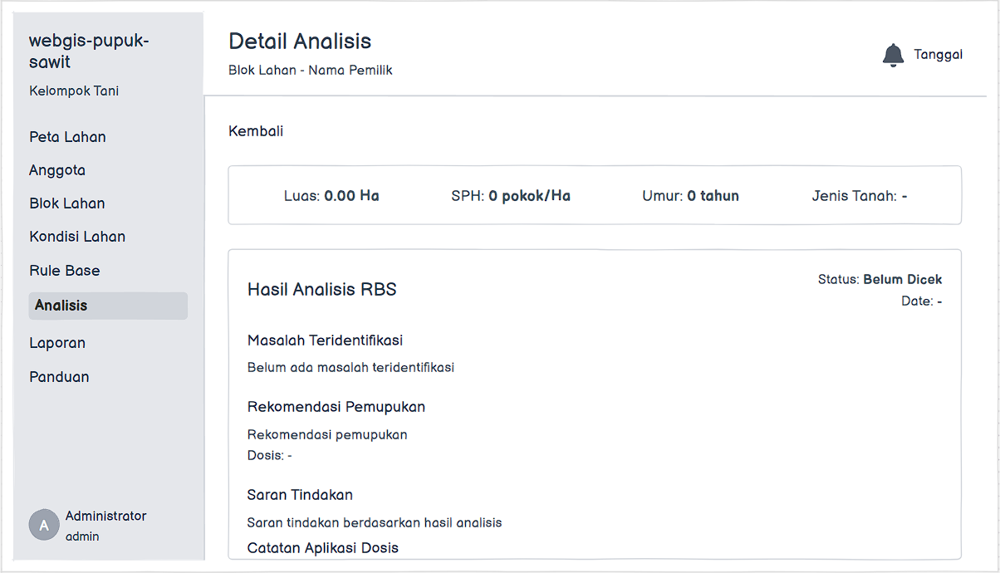 webgis-pupuk-
sawit
Kelompok Tani
Peta Lahan
Anggota
Blok Lahan
Kondisi Lahan
Rule Base
Analisis
Laporan
Panduan
A
Administrator
admin
Detail Analisis
Blok Lahan - Nama Pemilik
Tanggal
Kembali
Luas: 0.00 Ha
SPH: 0 pokok/Ha
Umur: 0 tahun
Jenis Tanah: -
Hasil Analisis RBS
Status: Belum Dicek
Date: -
Masalah Teridentifikasi
Belum ada masalah teridentifikasi
Rekomendasi Pemupukan
Rekomendasi pemupukan
Dosis: -
Saran Tindakan
Saran tindakan berdasarkan hasil analisis
Catatan Aplikasi Dosis